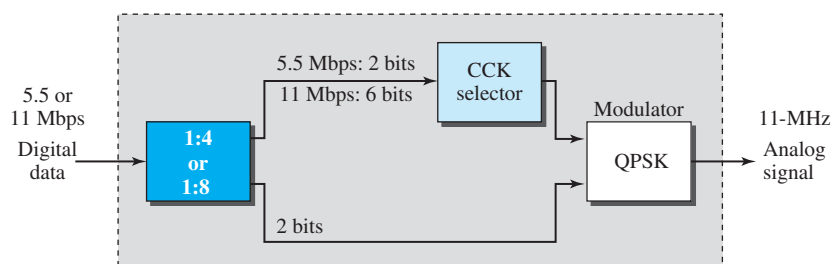 5.5 or
11 Mbps
Digital
data
1:4
or
1:8
5.5 Mbps: 2 bits
11 Mbps: 6 bits
2 bits
CCK
selector
Modulator
QPSK
11-MHz
Analog
signal